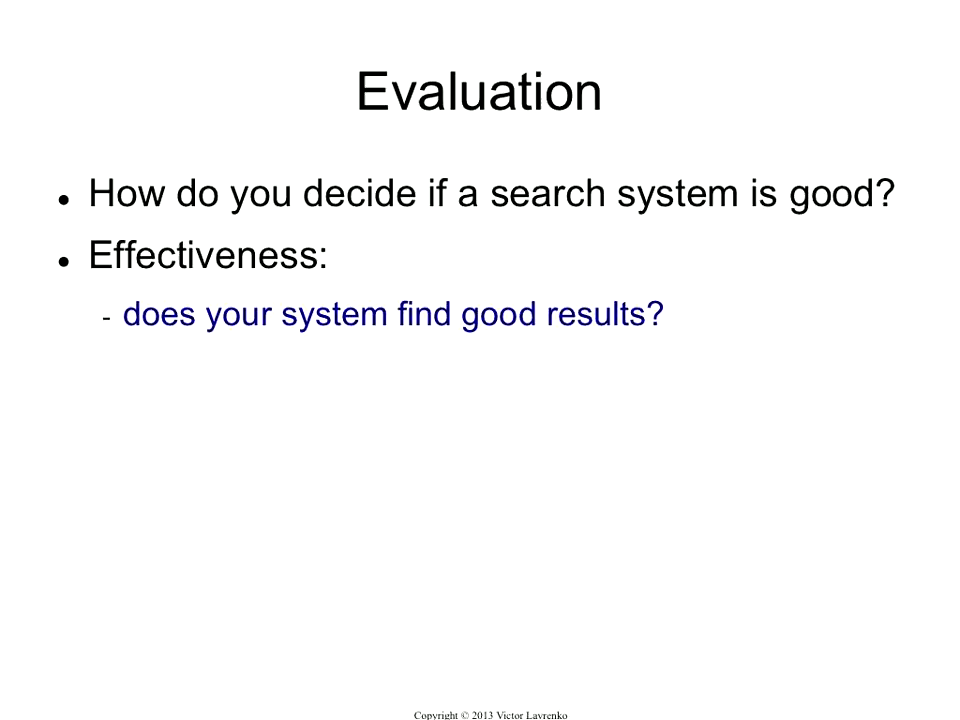 Evaluation
● How do you decide if a search system is good?
● Effectiveness:
- does your system find good results?
Copyright © 2013 Victor Lavrenko